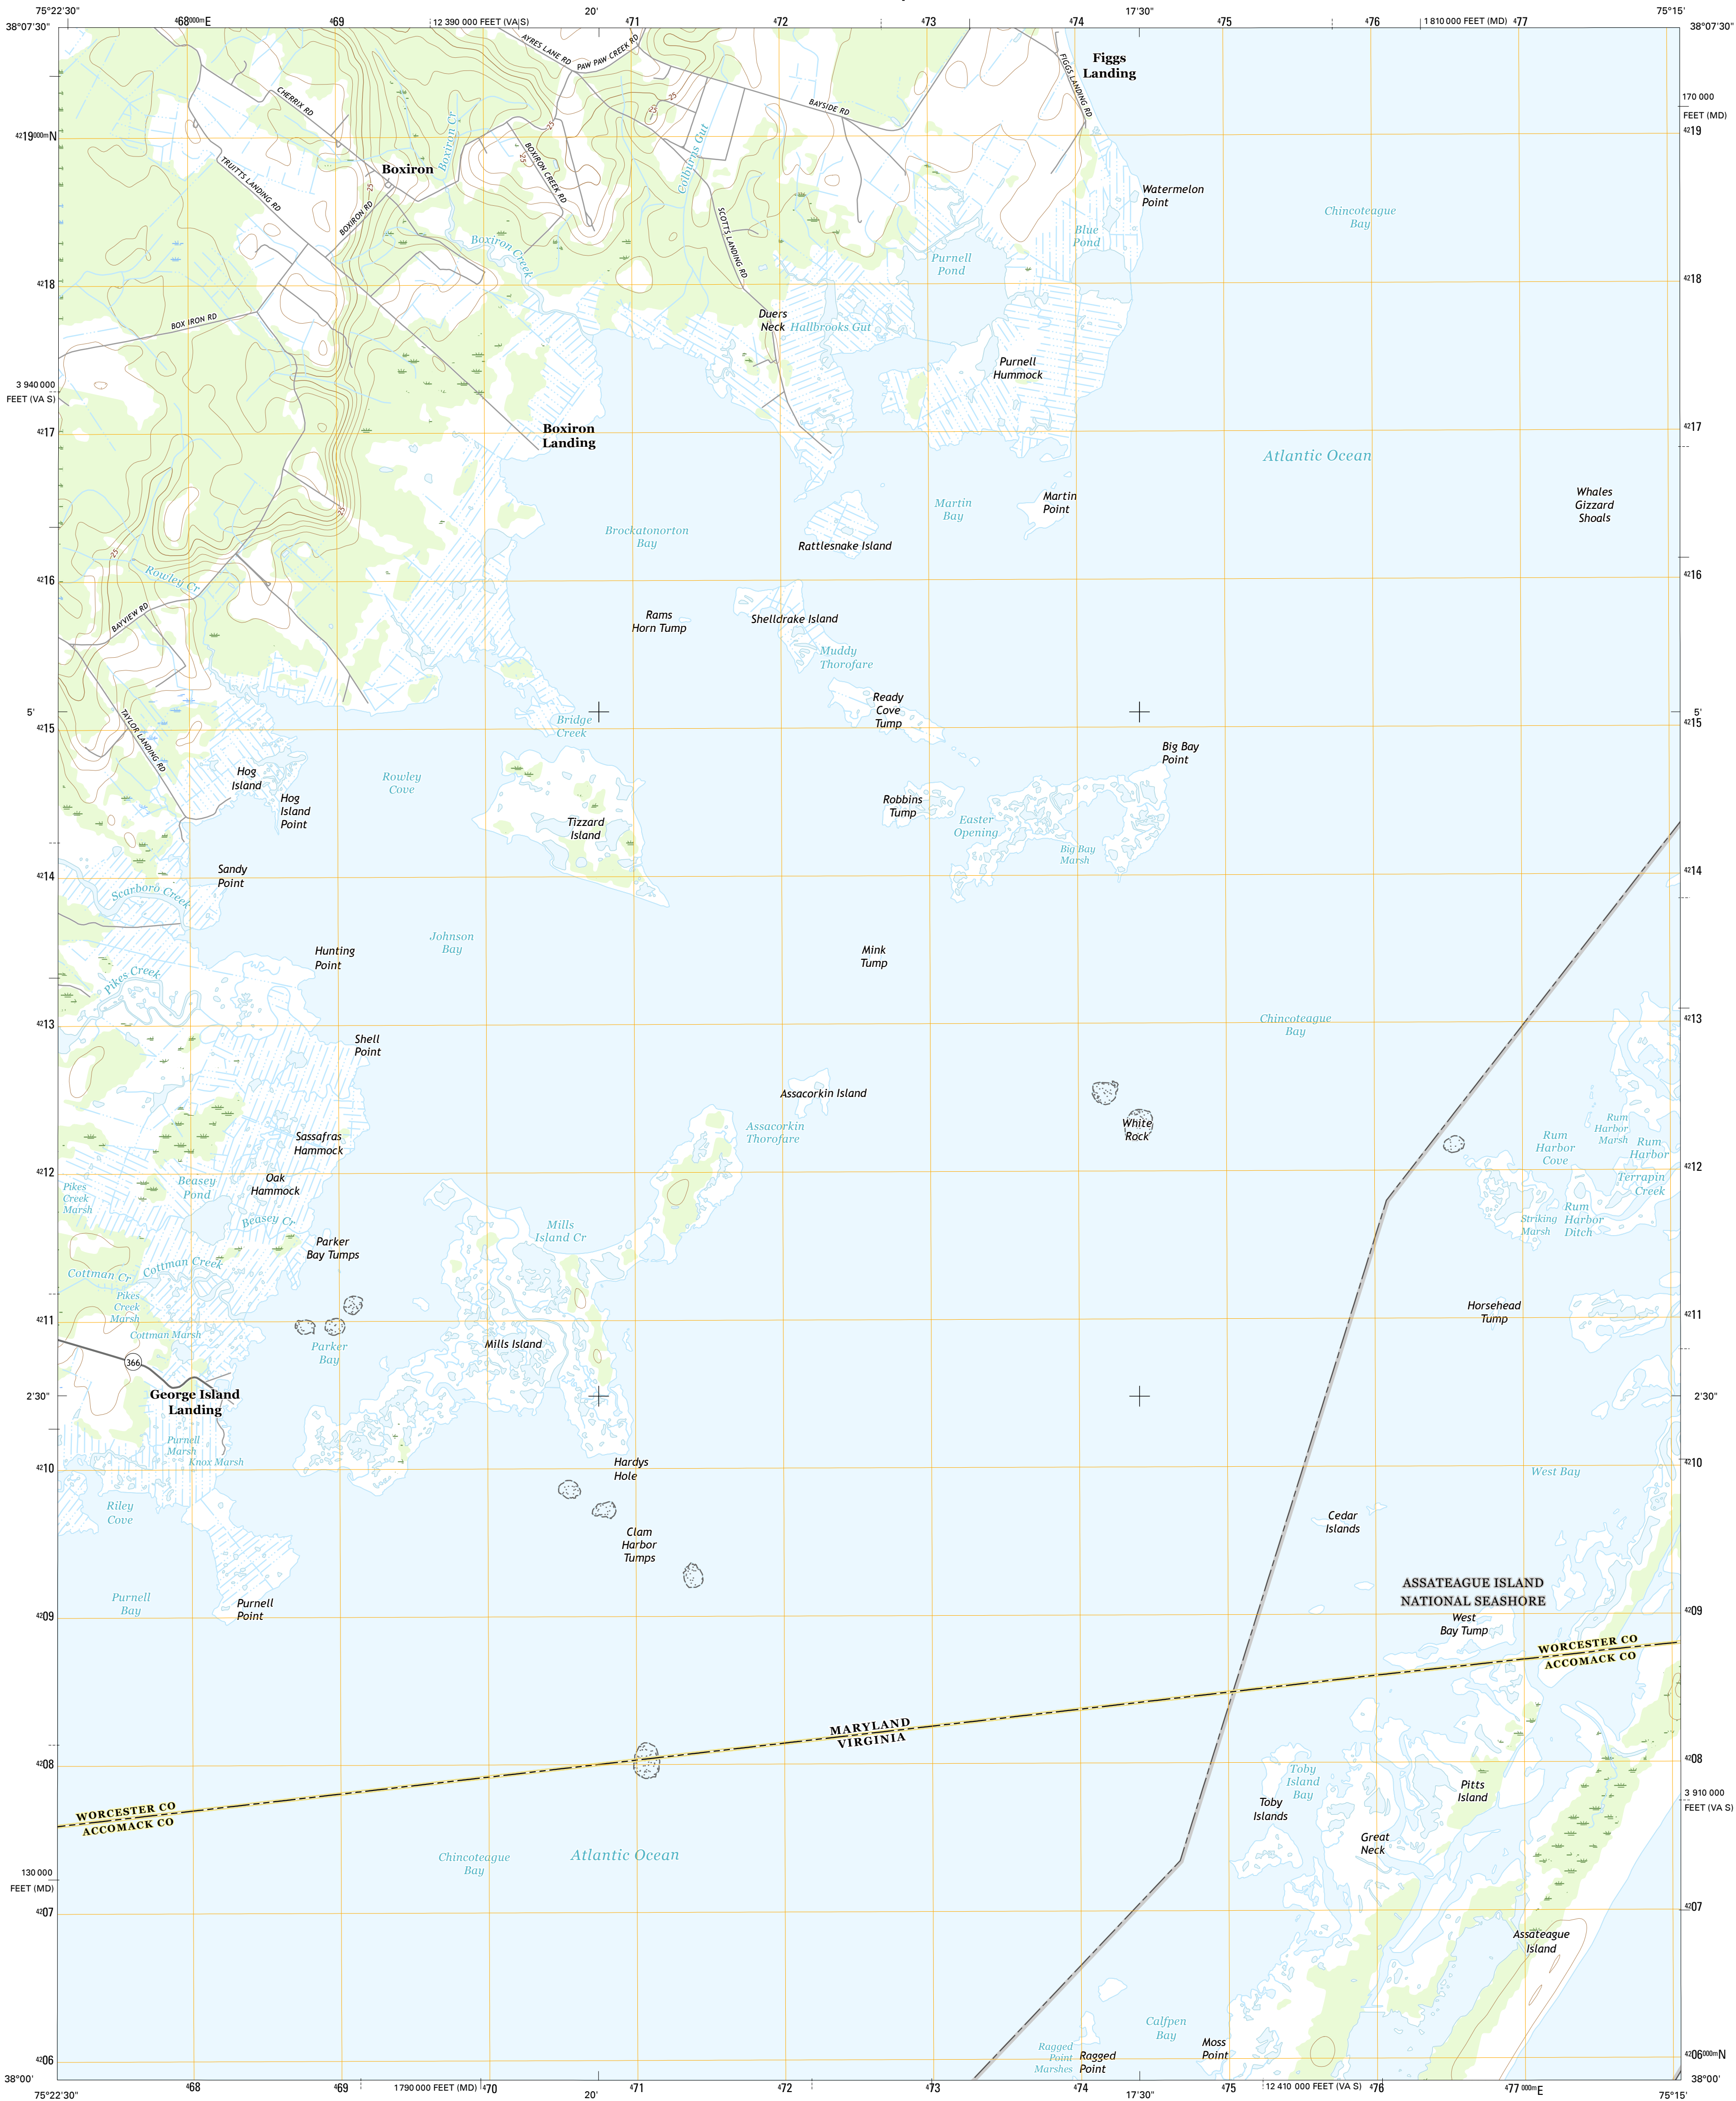 75°22'30"
468000mE
469
12 390 000 FEET (VA S)
20'
471
472
473
474
17'30"
475
476
1 810 000 FEET (MD)
477
75°15'
38°07'30"
38°07'30"
AYRES LANE RD
PAW PAW CREEK RD
FIGGS LANDING RD
Figgs
Landing
CHERRIX RD
BAYSIDE RD
170 000
FEET (MD)
4219000mN
4219
Boxiron Cr
25
25
25
25
25
Colburns Gut
BOXIRON CREEK RD
TRUITTS LANDING RD
Boxiron
BOXIRON RD
SCOTTS LANDING RD
Watermelon
Point
Chincoteague
Bay
Blue
Pond
Boxiron Creek
Purnell
Pond
4218
4218
BOX IRON RD
Duers
Neck
Hallbrooks Gut
Purnell
Hummock
3 940 000
FEET (VA S)
4217
4217
Boxiron
Landing
Atlantic Ocean
Martin
Point
Martin
Bay
Whales
Gizzard
Shoals
25
Brockatonorton
Bay
Rattlesnake Island
25
Rowley Cr
4216
4216
BAYVIEW RD
Rams
Horn Tump
Shelldrake Island
Muddy
Thorofare
Ready
Cove
Tump
5'
5'
TAYLOR LANDING RD
Bridge
Creek
4215
4215
Big Bay
Point
Hog
Island
Hog
Island
Point
Rowley
Cove
Tizzard
Island
Robbins
Tump
Easter
Opening
Big Bay
Marsh
4214
4214
Sandy
Point
Scarboro Creek
Johnson
Bay
Hunting
Point
Mink
Tump
Pikes Creek
4213
4213
Chincoteague
Bay
Shell
Point
Assacorkin Island
Assacorkin
Thorofare
White
Rock
Rum
Harbor
Marsh
Rum
Harbor
Cove
Rum
Harbor
Sassafras
Hammock
4212
4212
Oak
Hammock
Beasey
Pond
Pikes
Creek
Marsh
Terrapin
Creek
Beasey Cr
Mills
Island Cr
Striking
Marsh
Rum
Harbor
Ditch
Parker
Bay Tumps
Cottman Cr
Cottman Creek
Pikes
Creek
Marsh
Horsehead
Tump
4211
4211
Cottman Marsh
Parker
Bay
Mills Island
366
2'30"
2'30"
George Island
Landing
Purnell
Marsh
Knox Marsh
4210
4210
Hardys
Hole
West Bay
Riley
Cove
Clam
Harbor
Tumps
Cedar
Islands
Purnell
Bay
Purnell
Point
ASSATEAGUE ISLAND
NATIONAL SEASHORE
4209
4209
West
Bay Tump
WORCESTER CO
ACCOMACK CO
MARYLAND
VIRGINIA
4208
4208
Toby
Island
Bay
Pitts
Island
Toby
Islands
3 910 000
FEET (VA S)
WORCESTER CO
ACCOMACK CO
Great
Neck
Chincoteague
Bay
Atlantic Ocean
130 000
FEET (MD)
4207
4207
Assateague
Island
Calfpen
Bay
Moss
Point
Ragged
Point
Marshes
Ragged
Point
4206
4206000mN
38°00'
38°00'
75°22'30"
468
469
1790 000 FEET (MD)
470
20'
471
472
473
474
17'30"
475
12 410 000 FEET (VA S)
476
477000mE
75°15'